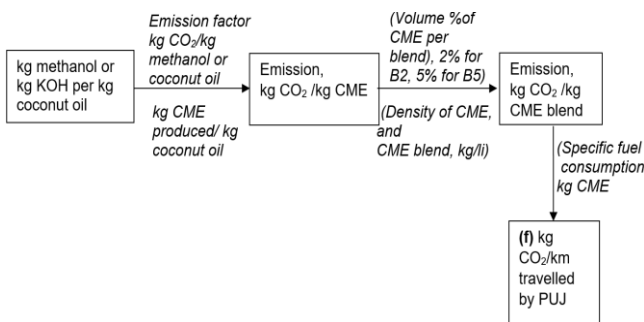 kg methanol or
kg KOH per kg
coconut oil
Emission factor
kg CO₂/kg
methanol or
coconut oil
kg CME
produced/ kg
coconut oil
Emission,
kg CO₂ /kg CME
(Volume %of
CME per
blend), 2% for
B2, 5% for B5)
(Density of CME,
and
CME blend, kg/li)
Emission,
kg CO₂ /kg
CME blend
(Specific fuel
consumption
kg CME
(f) kg
CO₂/km
travelled
by PUJ